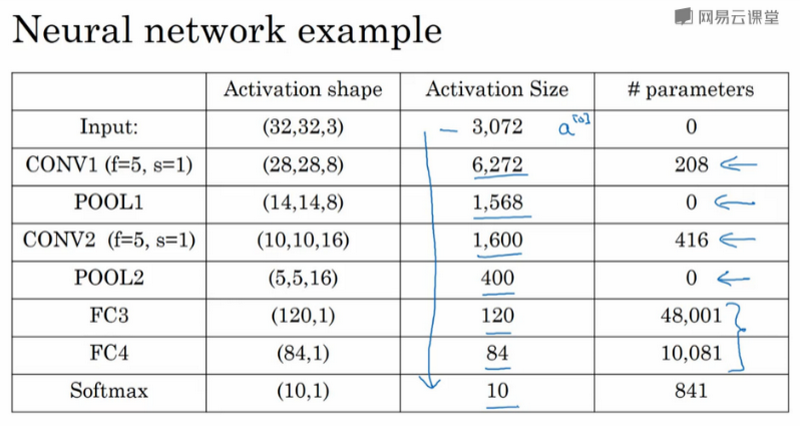 网易云课堂
Neural network example
Activation shape Activation Size # parameters
Input: (32,32,3) 3,072 a[0] 0
CONV1 (f=5, s=1) (28,28,8) 6,272 208
POOL1 (14,14,8) 1,568 0
CONV2 (f=5, s=1) (10,10,16) 1,600 416
POOL2 (5,5,16) 400 0
FC3 (120,1) 120 48,001
FC4 (84,1) 84 10,081
Softmax (10,1) 10 841